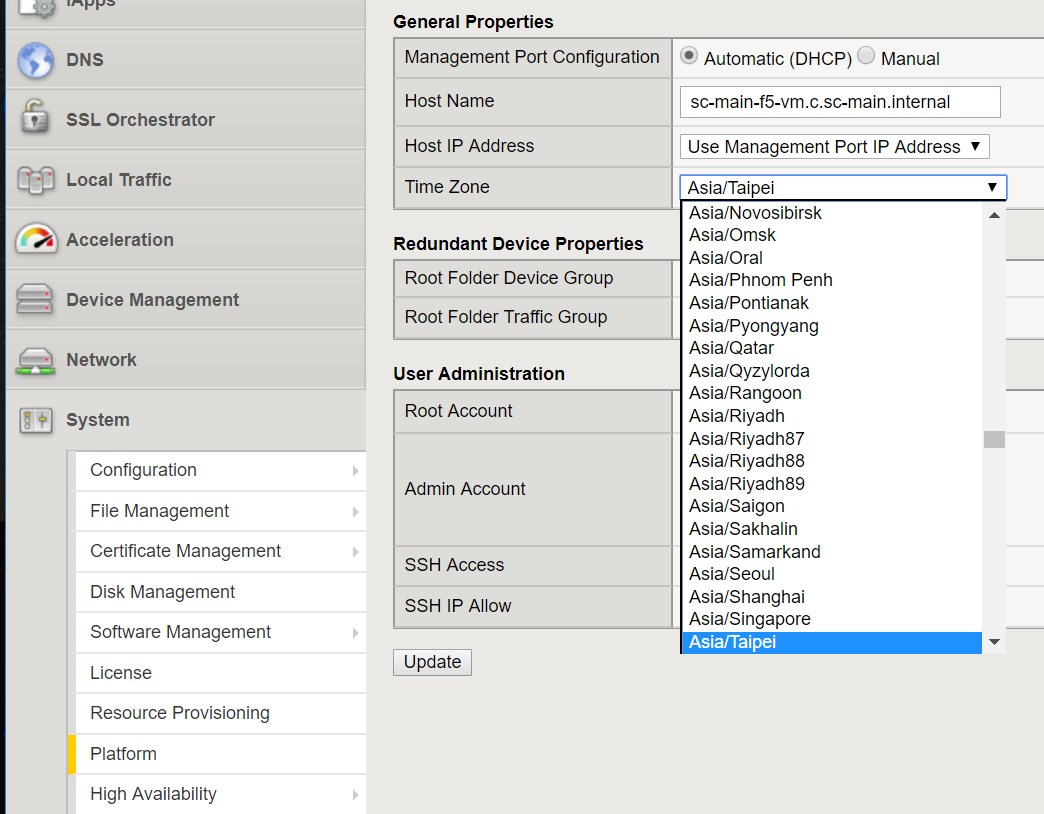 iApps
DNS
SSL Orchestrator
Local Traffic
Acceleration
Device Management
Network
System
Configuration
File Management
Certificate Management
Disk Management
Software Management
License
Resource Provisioning
Platform
High Availability
General Properties
Management Port Configuration
Automatic (DHCP) Manual
Host Name
sc-main-f5-vm.c.sc-main.internal
Host IP Address
Use Management Port IP Address
Time Zone
Asia/Taipei
Asia/Novosibirsk
Asia/Omsk
Asia/Oral
Asia/Phnom Penh
Asia/Pontianak
Asia/Pyongyang
Asia/Qatar
Asia/Qyzylorda
Asia/Rangoon
Asia/Riyadh
Asia/Riyadh87
Asia/Riyadh88
Asia/Riyadh89
Asia/Saigon
Asia/Sakhalin
Asia/Samarkand
Asia/Seoul
Asia/Shanghai
Asia/Singapore
Asia/Taipei
Redundant Device Properties
Root Folder Device Group
Root Folder Traffic Group
User Administration
Root Account
Admin Account
SSH Access
SSH IP Allow
Update